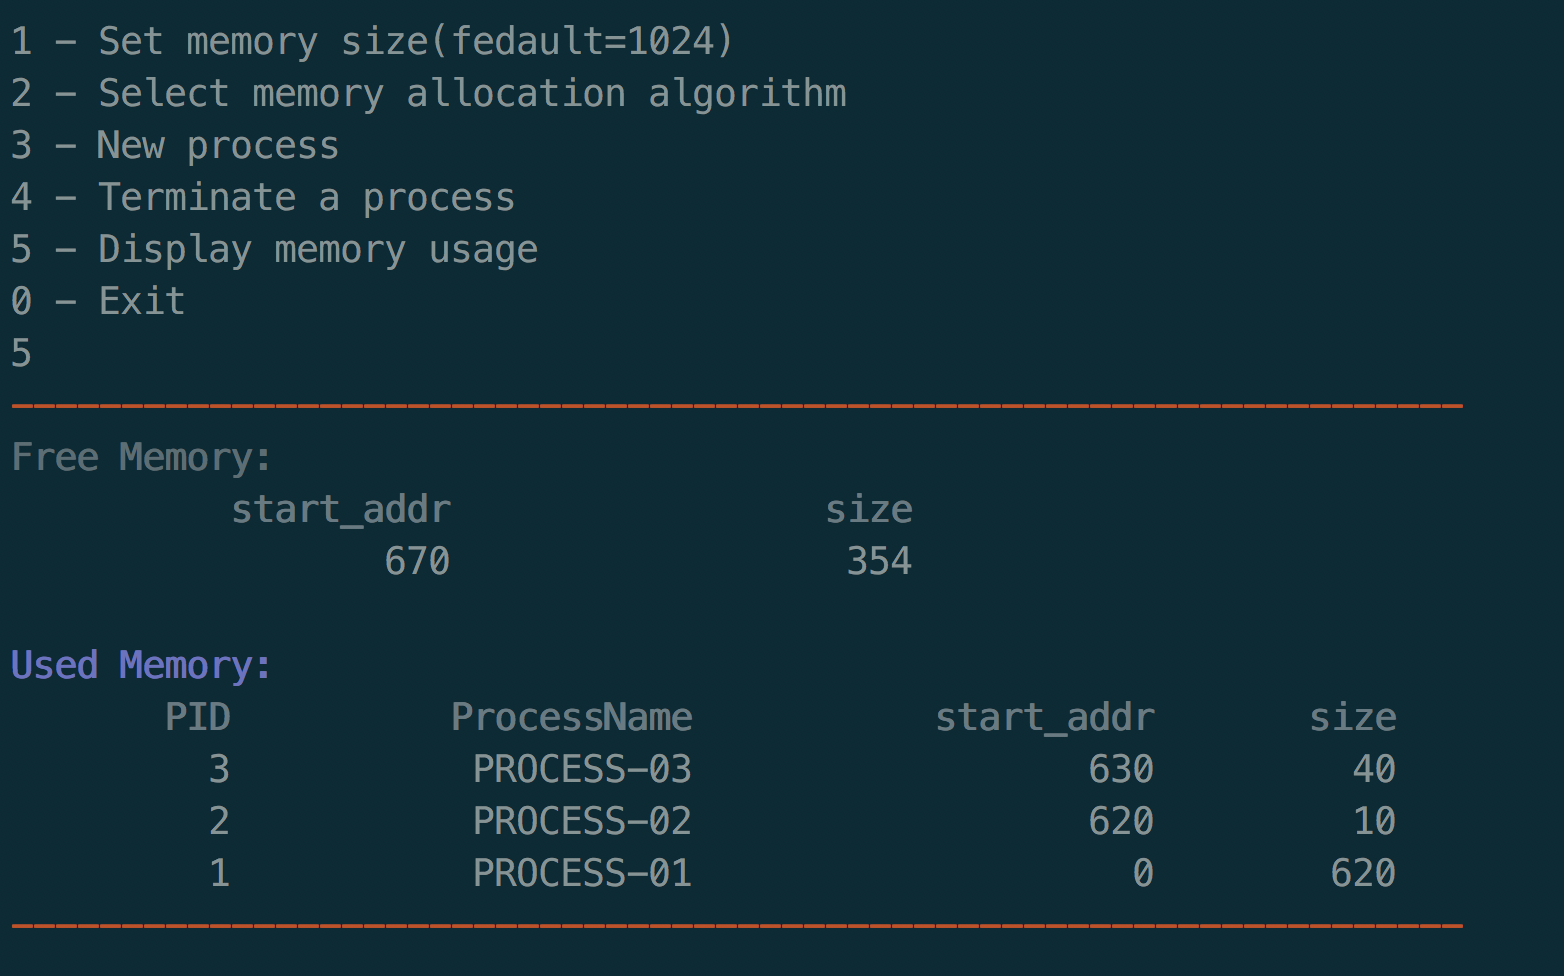 1 – Set memory size(fedault=1024)
2 – Select memory allocation algorithm
3 – New process
4 – Terminate a process
5 – Display memory usage
0 – Exit
5
Free Memory:
start_addr size
670 354
Used Memory:
PID ProcessName start_addr size
3 PROCESS–03 630 40
2 PROCESS–02 620 10
1 PROCESS–01 0 620